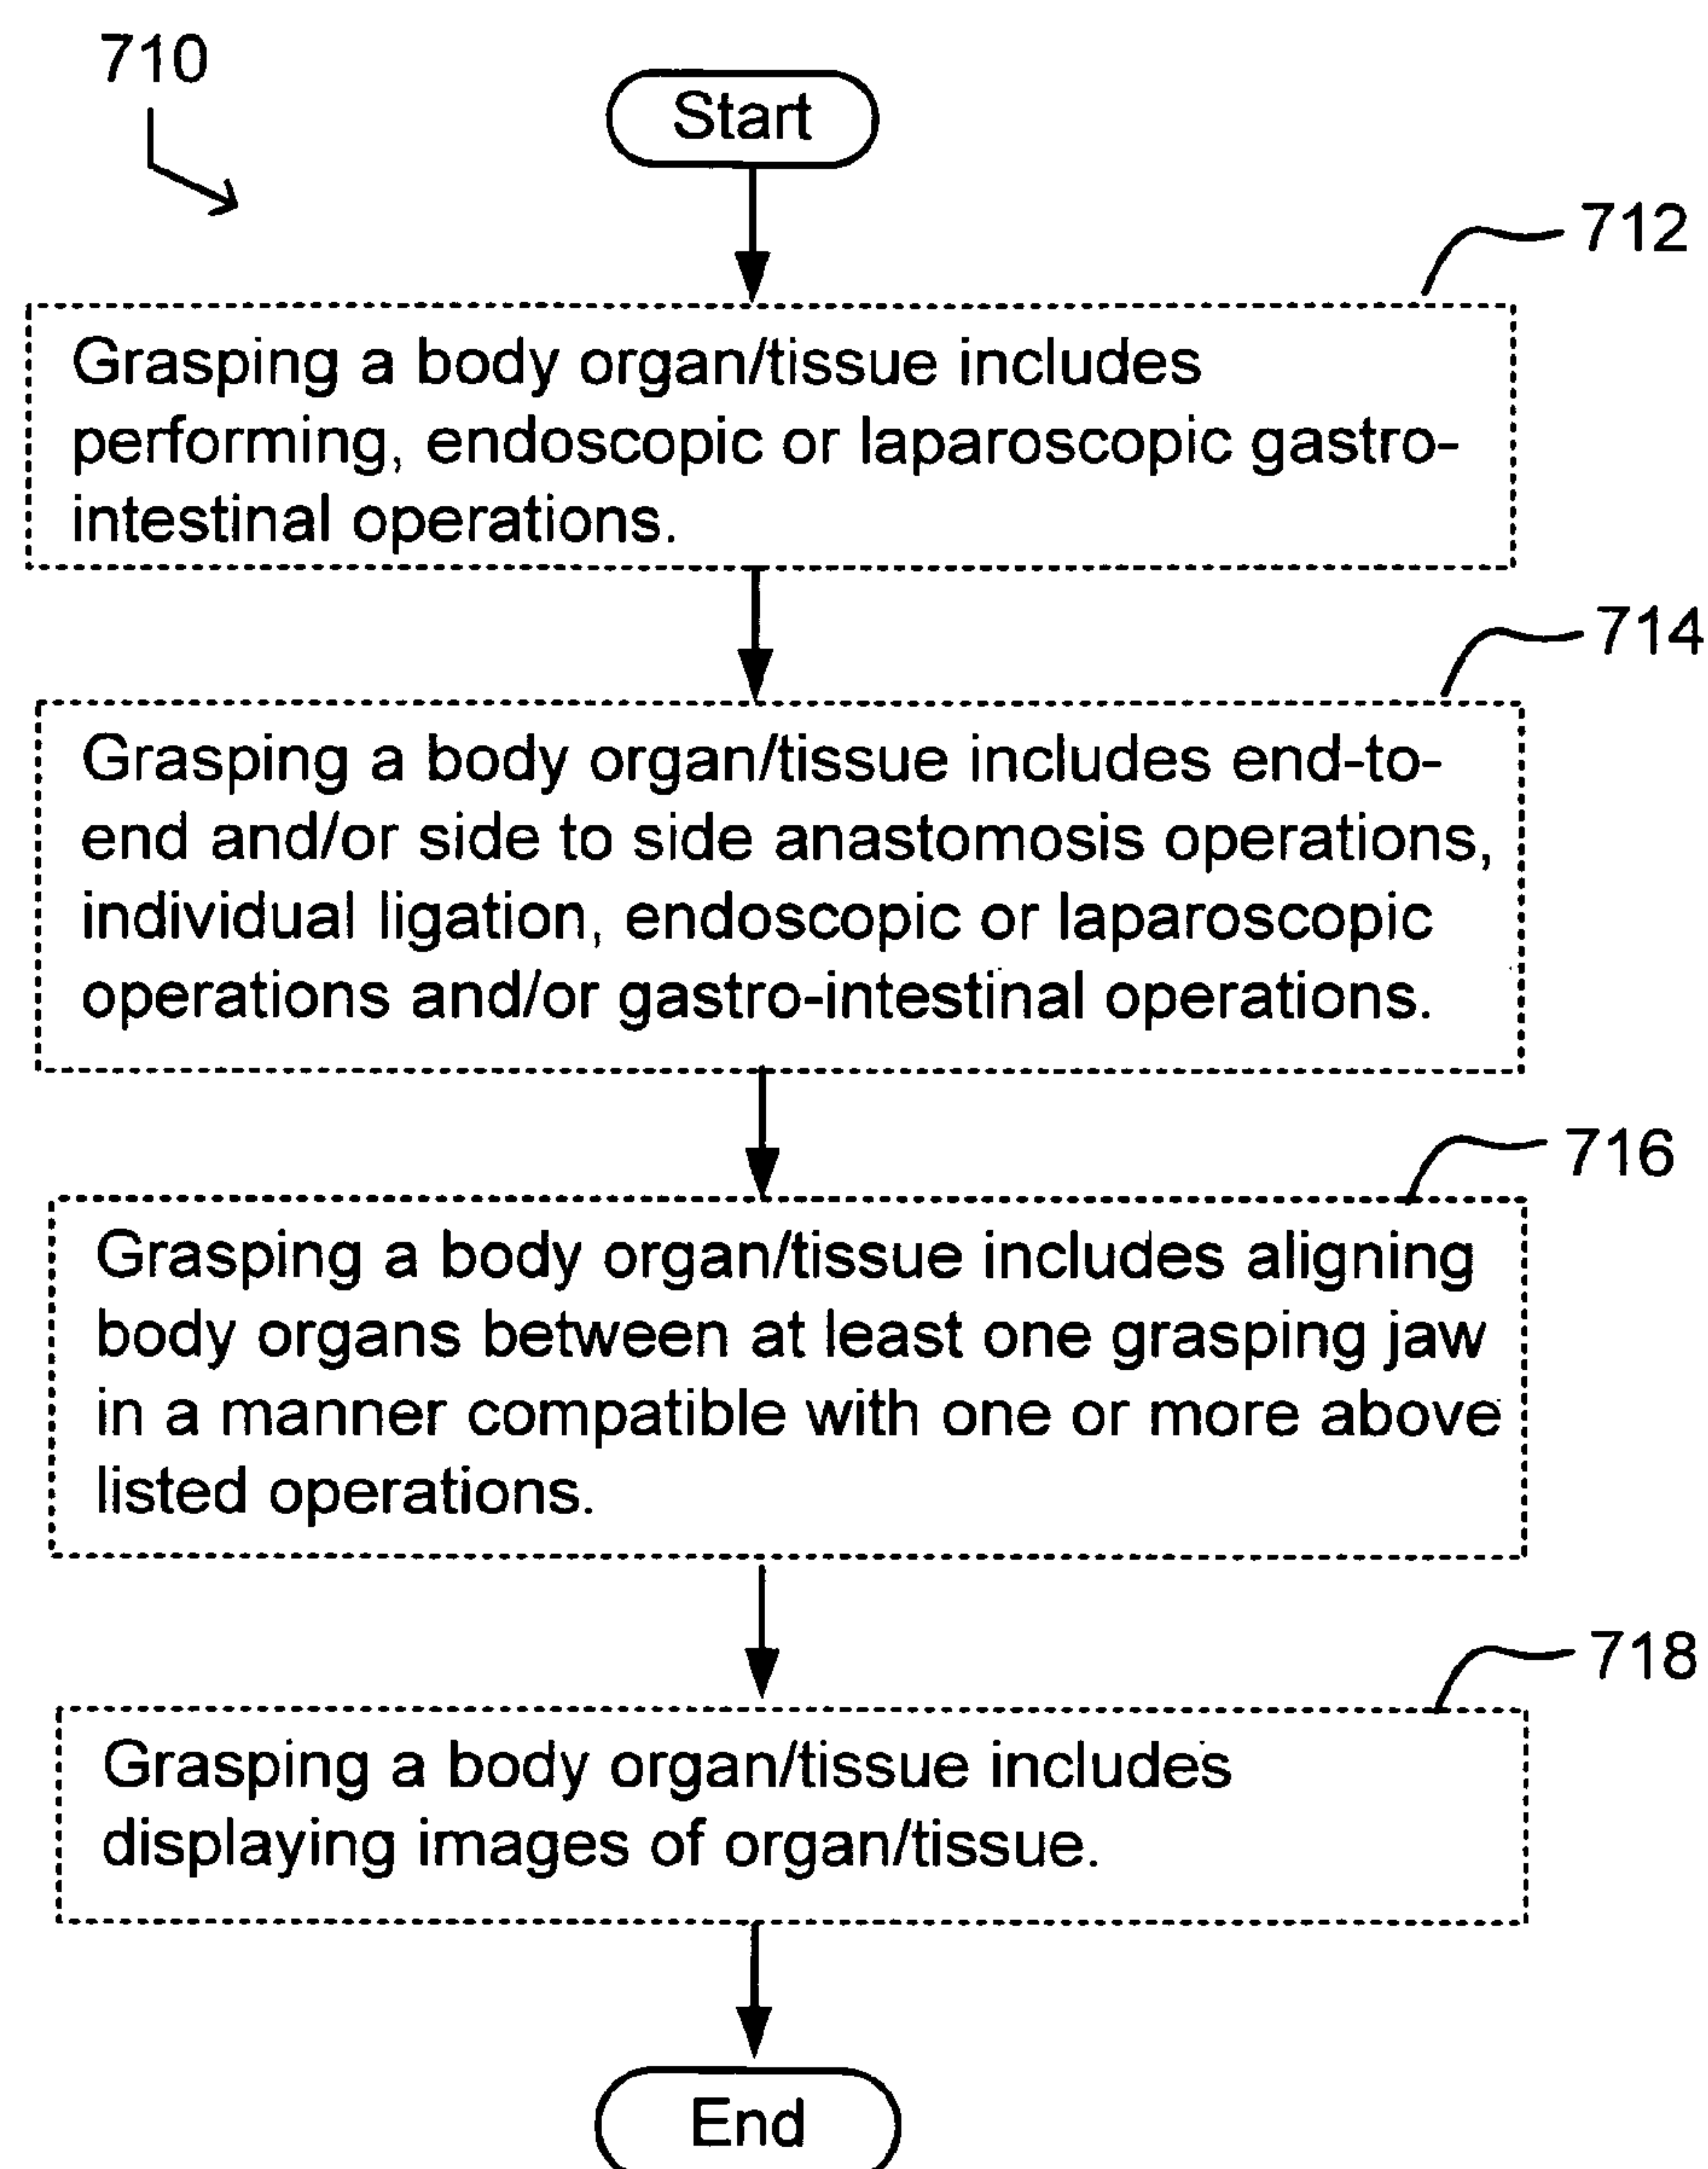 710
Start
712
Grasping a body organ/tissue includes
performing, endoscopic or laparoscopic gastro-
intestinal operations.
714
Grasping a body organ/tissue includes end-to-
end and/or side to side anastomosis operations,
individual ligation, endoscopic or laparoscopic
operations and/or gastro-intestinal operations.
716
Grasping a body organ/tissue includes aligning
body organs between at least one grasping jaw
in a manner compatible with one or more above
listed operations.
718
Grasping a body organ/tissue includes
displaying images of organ/tissue.
End